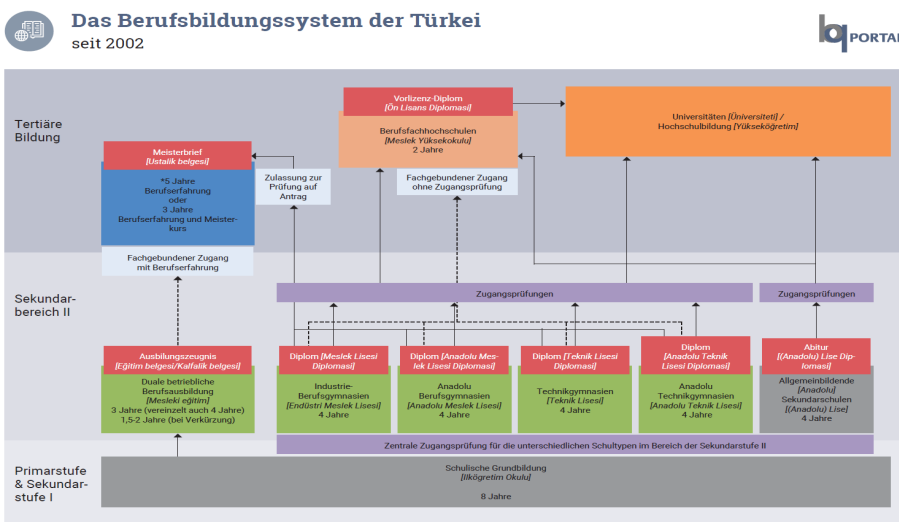 Das Berufsbildungssystem der Türkei
seit 2002
bq PORTAL
Tertiäre
Bildung
Vorlizenz-Diplom
[Ön Lisans Diplomasi]
Berufsfachhochschulen
[Meslek Yüksekokulu]
2 Jahre
Universitäten [Üniversiteti] /
Hochschulbildung [Yükseköğretim]
Meisterbrief
[Ustalik belgesi]
*5 Jahre
Berufserfahrung
oder
3 Jahre
Berufserfahrung und Meister-
kurs
Zulassung zur
Prüfung auf
Antrag
Fachgebundener Zugang
ohne Zugangsprüfung
Fachgebundener Zugang
mit Berufserfahrung
Sekundar-
bereich II
Zugangsprüfungen
Zugangsprüfungen
Ausbilungszeugnis
[Eğitim belgesi/Kalfalik belgesi]
Duale betriebliche
Berufsausbildung
[Mesleki eğitim]
3 Jahre (vereinzelt auch 4 Jahre)
1,5-2 Jahre (bei Verkürzung)
Diplom [Meslek Lisesi
Diplomasi]
Industrie-
Berufsgymnasien
[Endüstri Meslek Lisesi]
4 Jahre
Diplom [Anadolu Mes-
lek Lisesi Diplomasi]
Anadolu
Berufsgymnasien
[Anadolu Meslek Lisesi]
4 Jahre
Diplom [Teknik Lisesi
Diplomasi]
Technikgymnasien
[Teknik Lisesi]
4 Jahre
Diplom
[Anadolu Teknik
Lisesi Diplomasi]
Anadolu
Technikgymnasien
[Anadolu Teknik Lisesi]
4 Jahre
Abitur
[(Anadolu) Lise Dip-
lomasi]
Allgemeinbildende
[Anadolu]
Sekundarschulen
[(Anadolu) Lise]
4 Jahre
Zentrale Zugangsprüfung für die unterschiedlichen Schultypen im Bereich der Sekundarstufe II
Primarstufe
& Sekundar-
stufe I
Schulische Grundbildung
[Ilköğretim Okulu]
8 Jahre